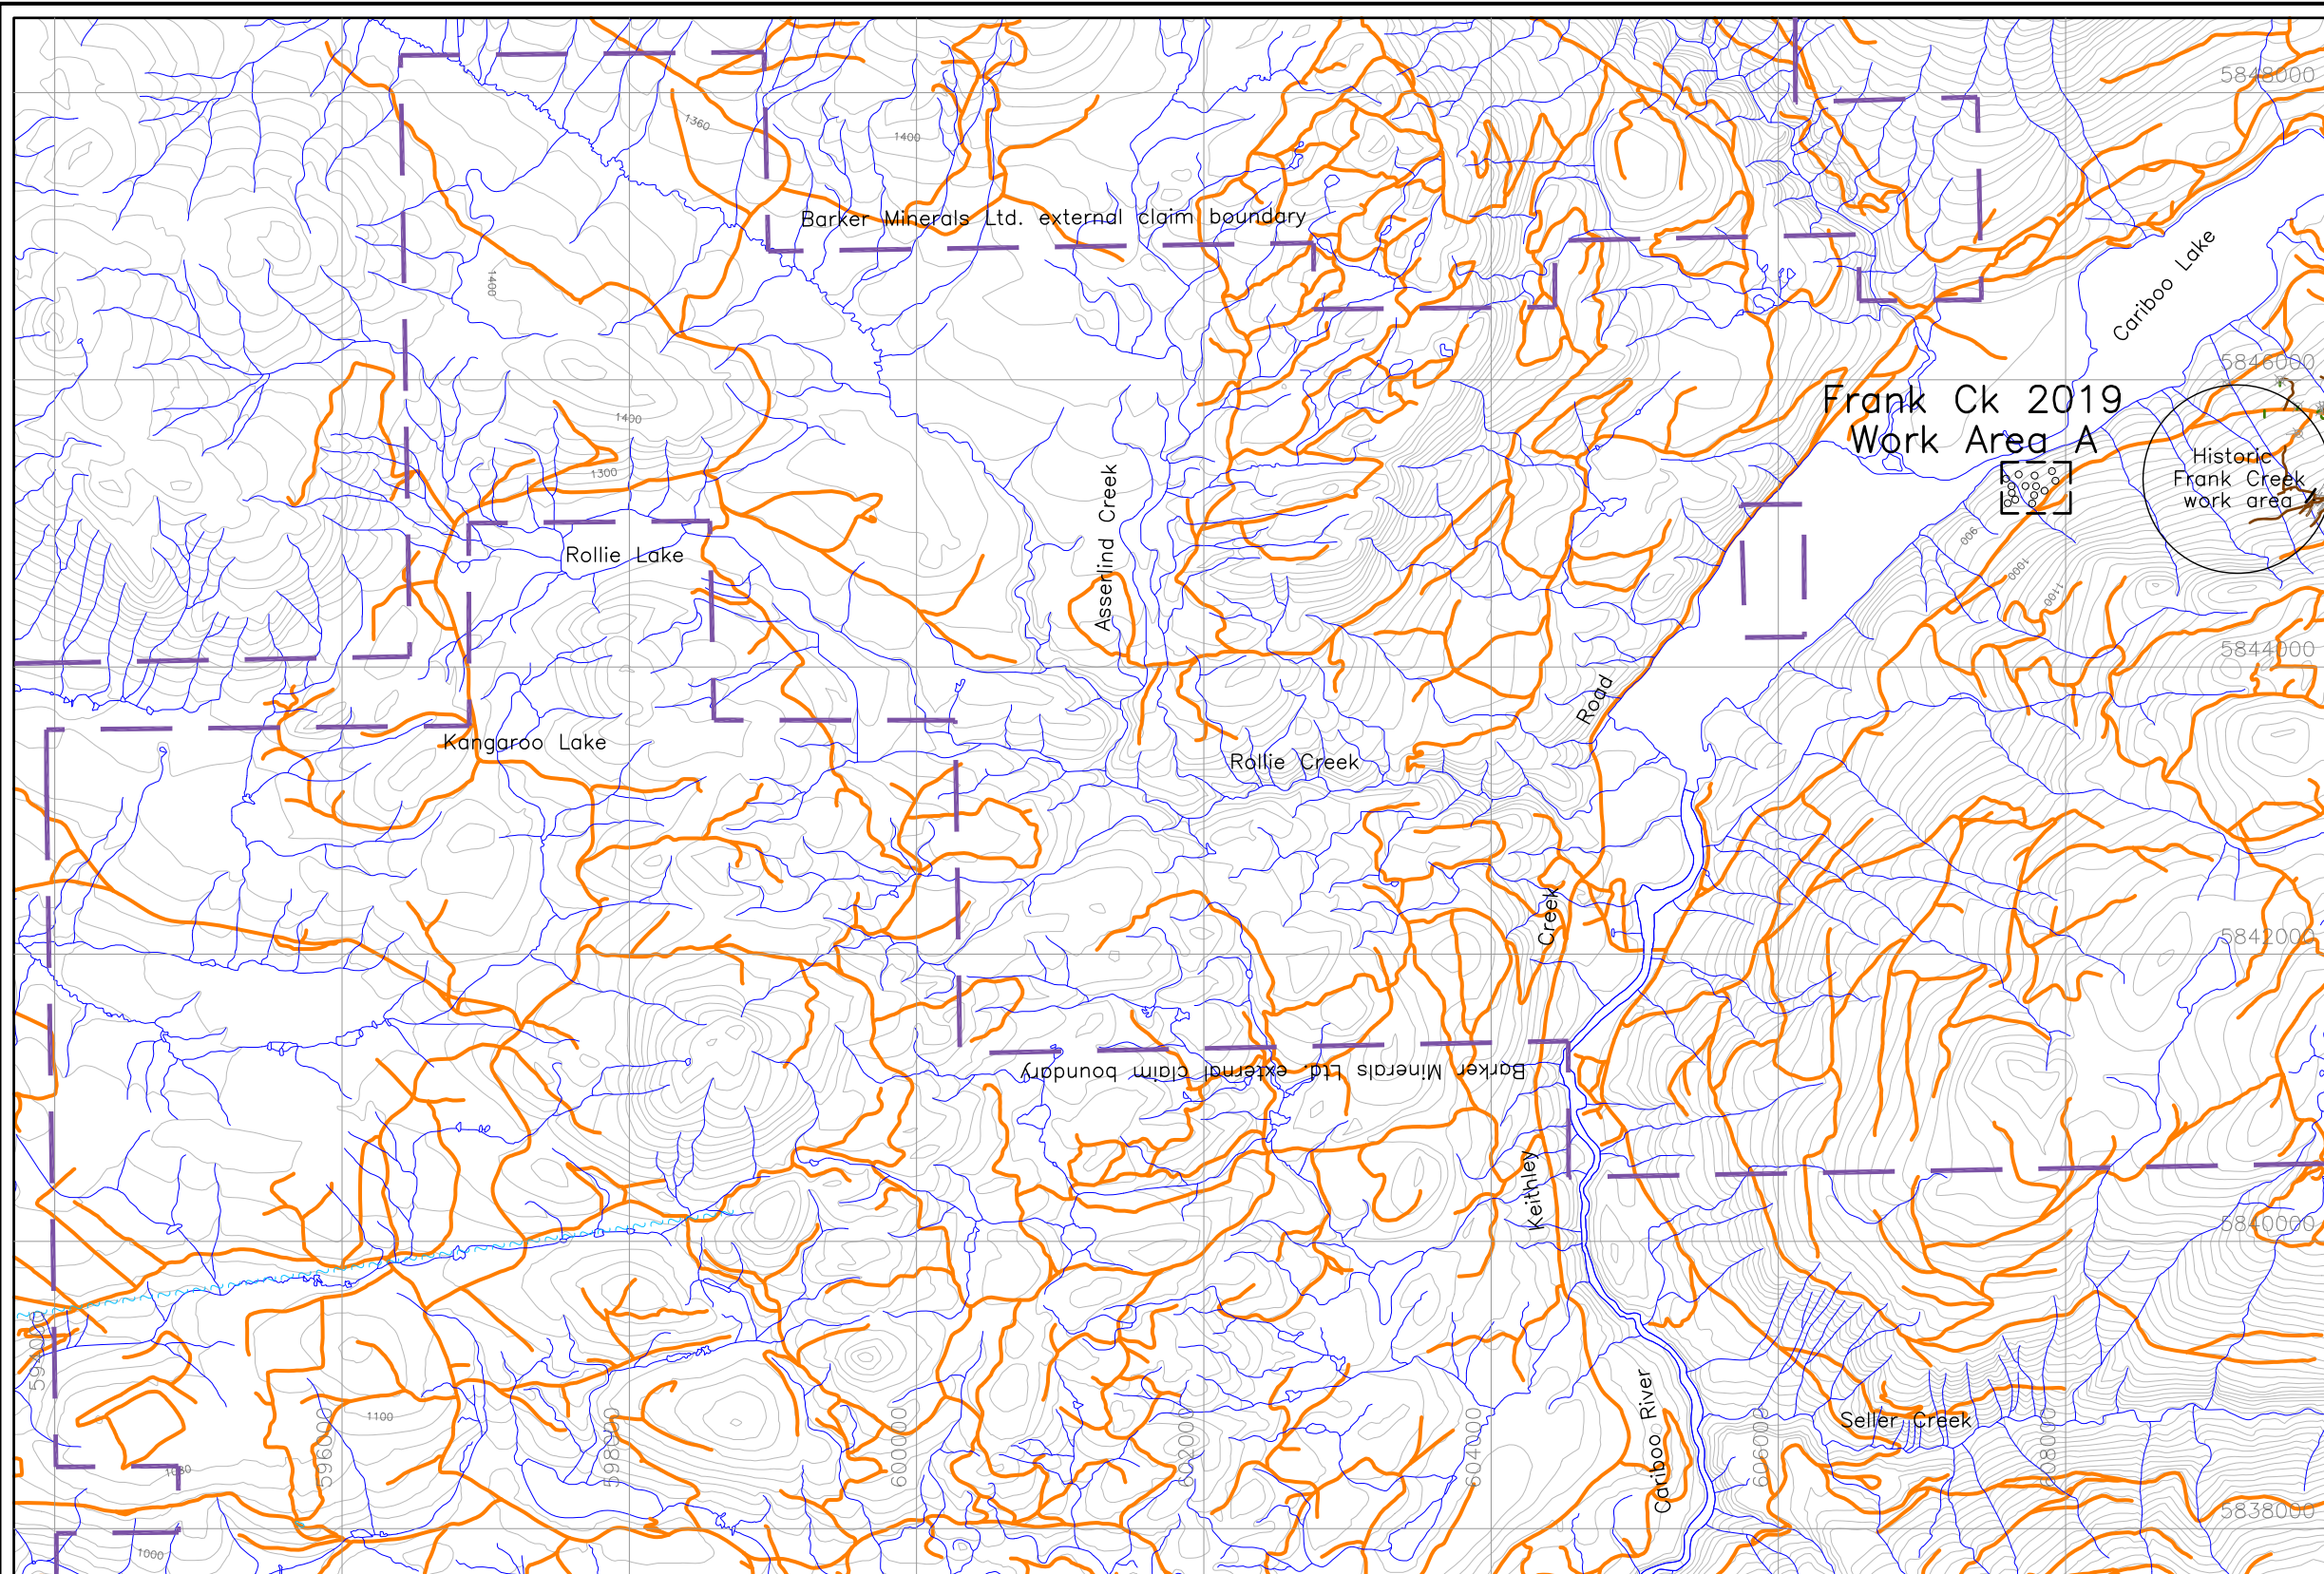 5848000
1360
1400
Barker Minerals Ltd. external claim boundary
Cariboo Lake
1400
5846000
Frank Ck 2019
Work Area A
1400
1300
Historic
Frank Creek
work area
Asserlind Creek
Rollie Lake
900
1000
1100
5844000
Road
Kangaroo Lake
Rollie Creek
Creek
5842000
Barker Minerals Ltd. external claim boundary
Keithley
5840000
594000
Cariboo River
1100
596000
598000
600000
602000
604000
606000
608000
Seller Creek
1080
5838000
1000